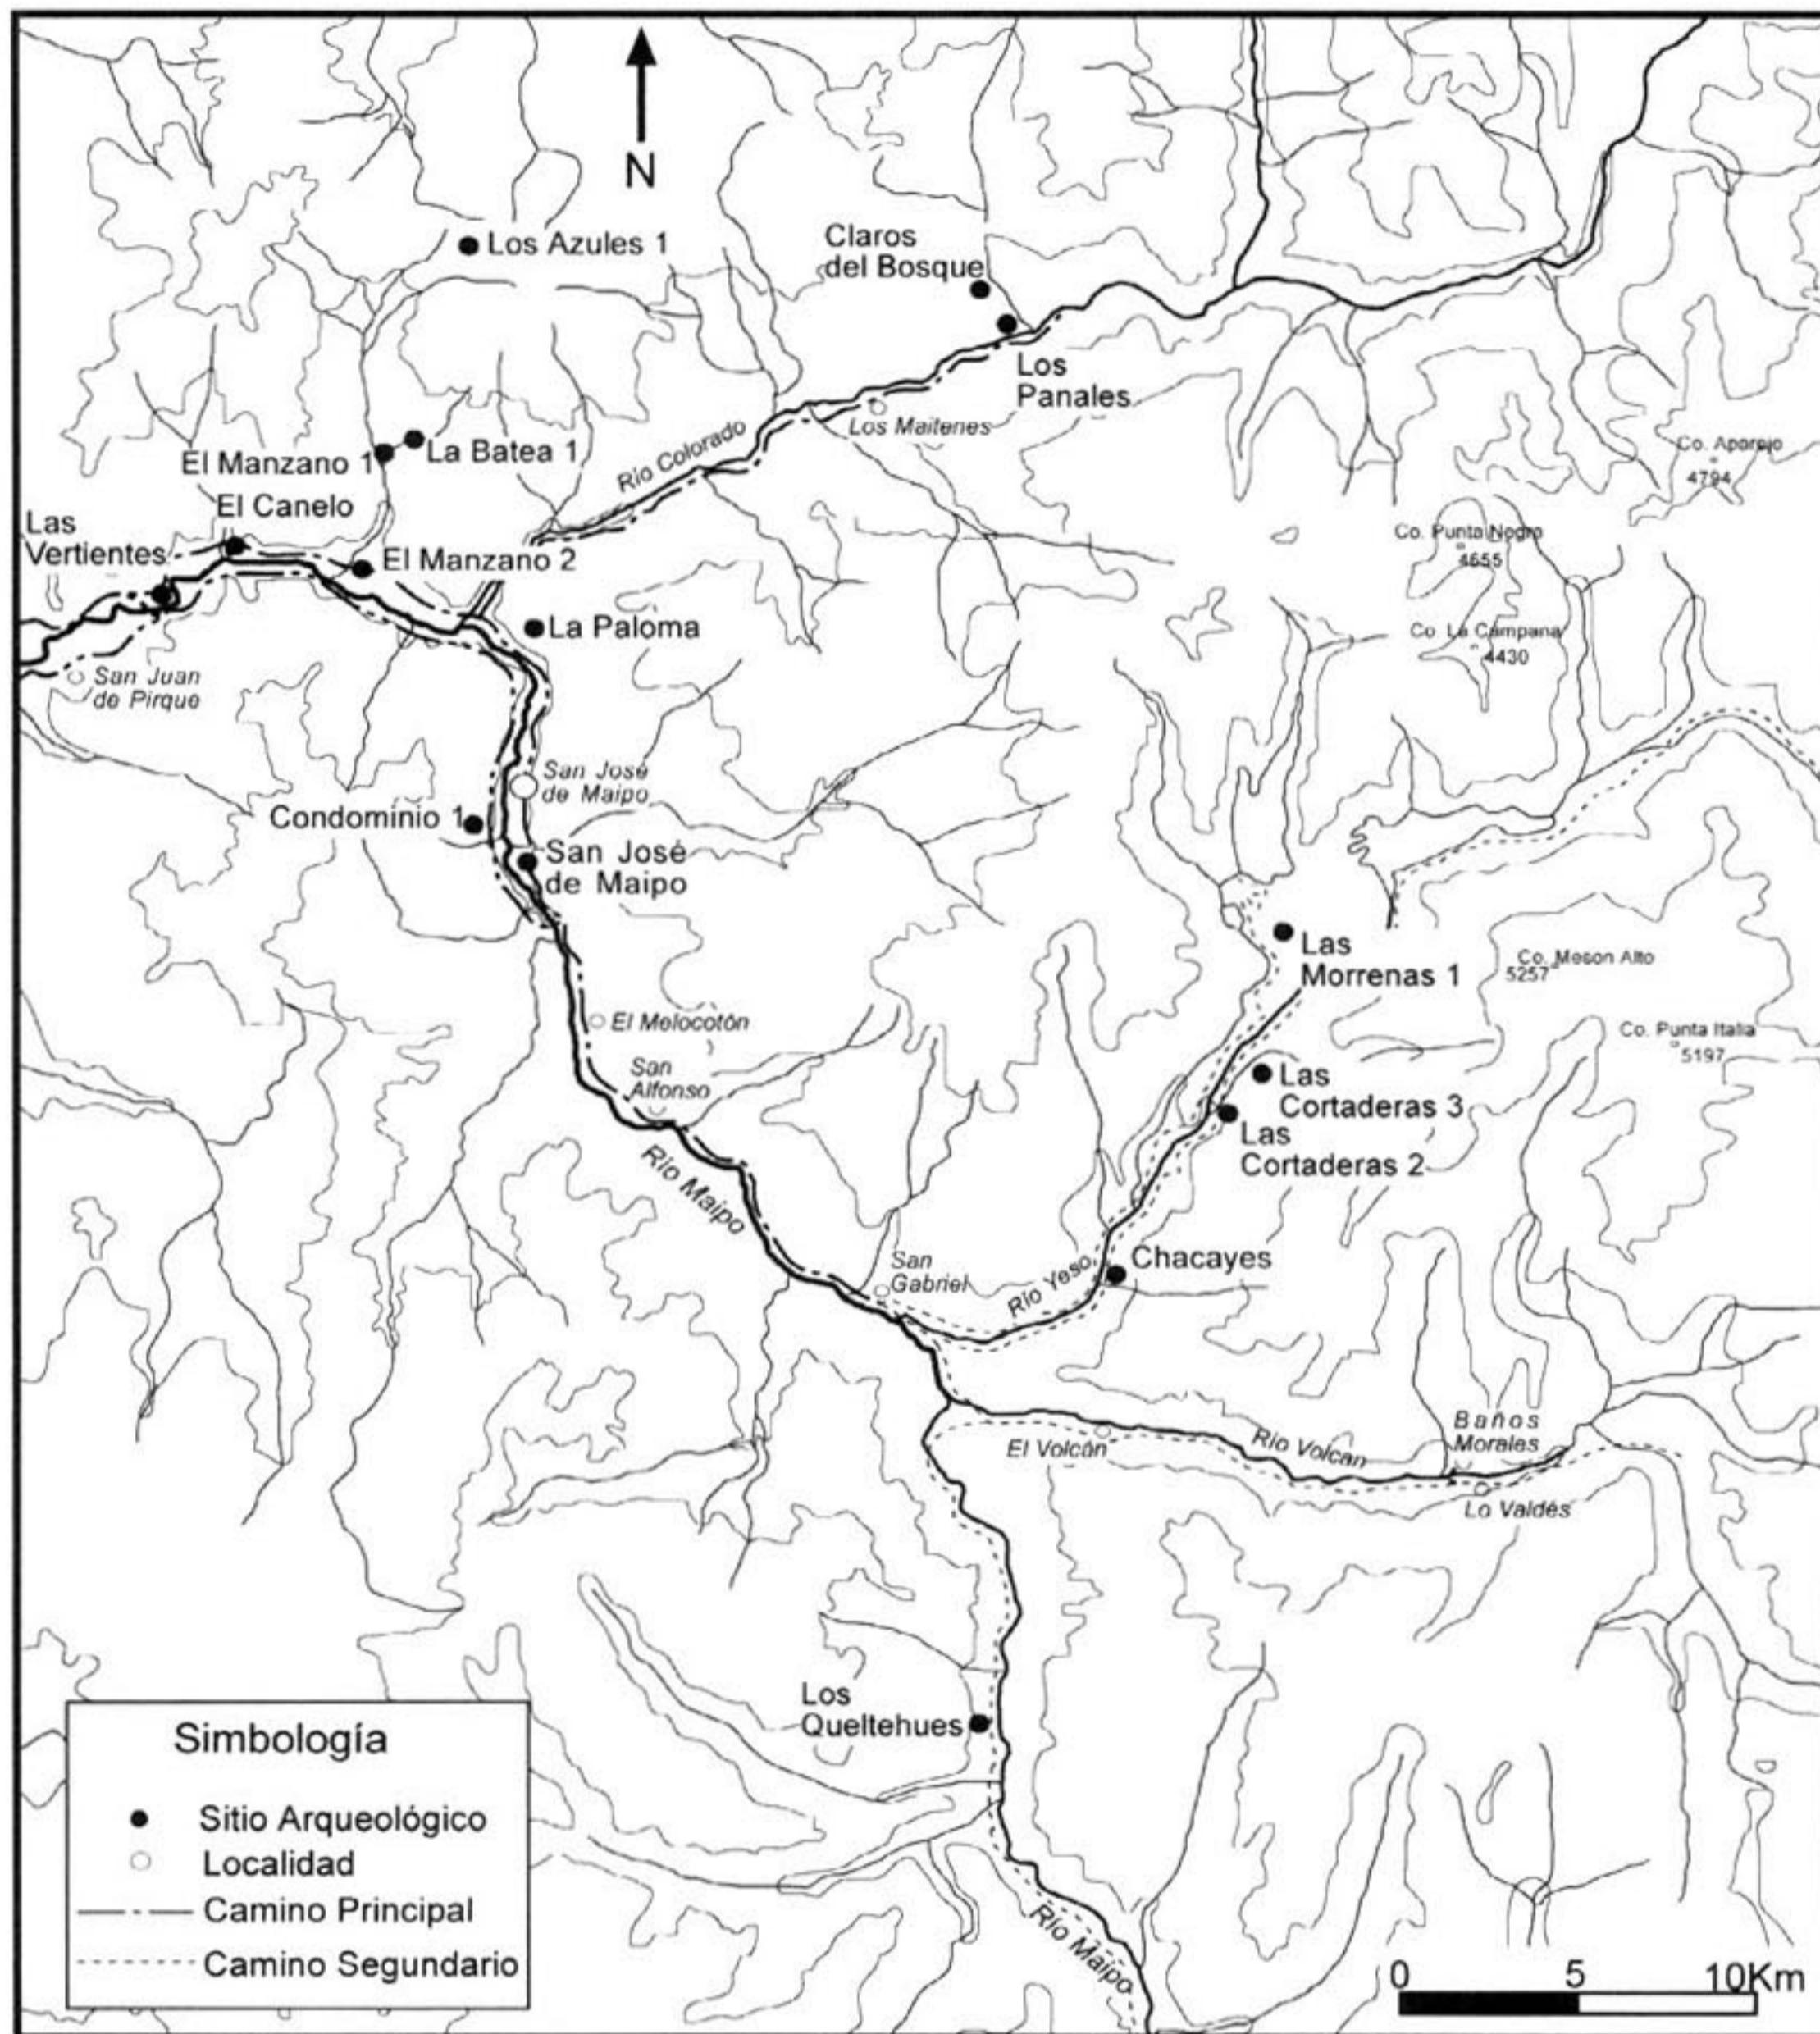 N
Los Azules 1
Claros
del Bosque
Los
Panales
Los Maitenes
Río Colorado
La Batea 1
El Manzano 1
El Canelo
Las
Vertientes
El Manzano 2
La Paloma
San Juan
de Pirque
Co. Aparejo
4794
Co. Punta Negro
4655
Co. La Campana
4430
San José
de Maipo
Condominio 1
San José
de Maipo
Las
Morrenas 1
Co. Meson Alto
5257
Co. Punta Italia
5197
El Melocotón
San
Alfonso
Las
Cortaderas 3
Las
Cortaderas 2
Río Maipo
San
Gabriel
Río Yeso
Chacayes
El Volcán
Río Volcan
Baños
Morales
Lo Valdés
Los
Queltehues
Río Maipo
Simbología
Sitio Arqueológico
Localidad
Camino Principal
Camino Segundario
0 5 10Km